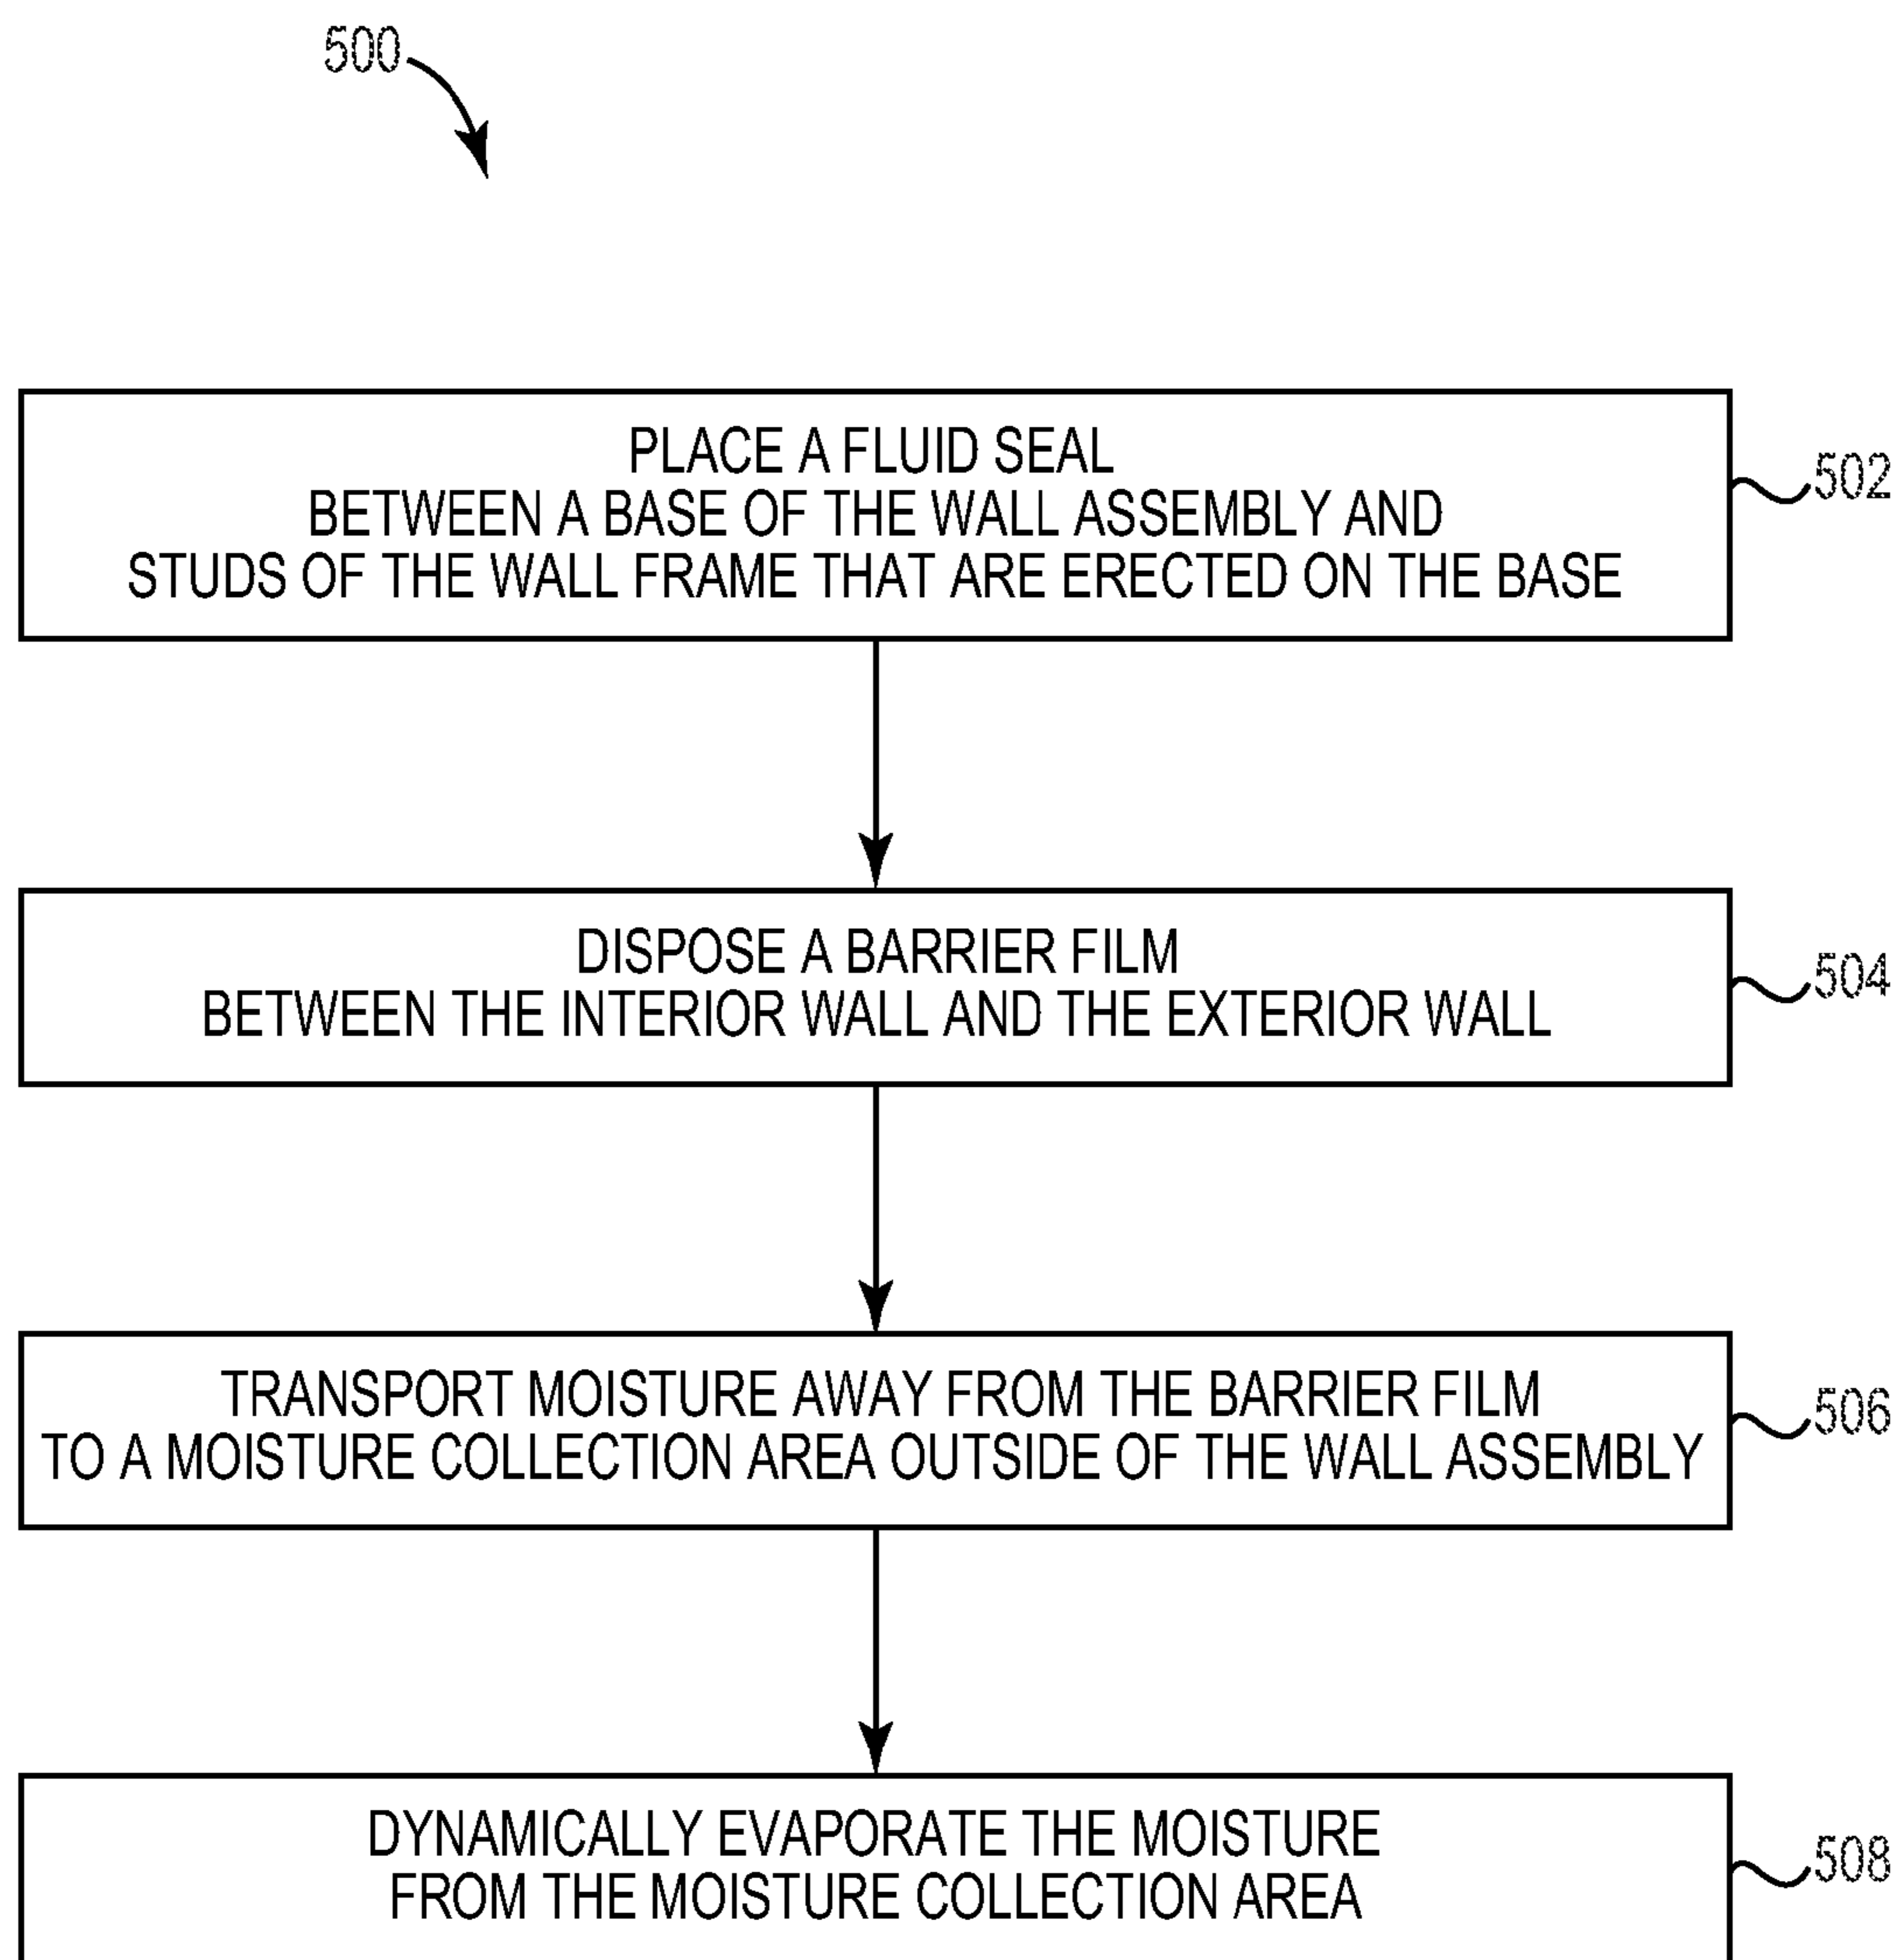 500
PLACE A FLUID SEAL
BETWEEN A BASE OF THE WALL ASSEMBLY AND
STUDS OF THE WALL FRAME THAT ARE ERECTED ON THE BASE
502
DISPOSE A BARRIER FILM
BETWEEN THE INTERIOR WALL AND THE EXTERIOR WALL
504
TRANSPORT MOISTURE AWAY FROM THE BARRIER FILM
TO A MOISTURE COLLECTION AREA OUTSIDE OF THE WALL ASSEMBLY
506
DYNAMICALLY EVAPORATE THE MOISTURE
FROM THE MOISTURE COLLECTION AREA
508